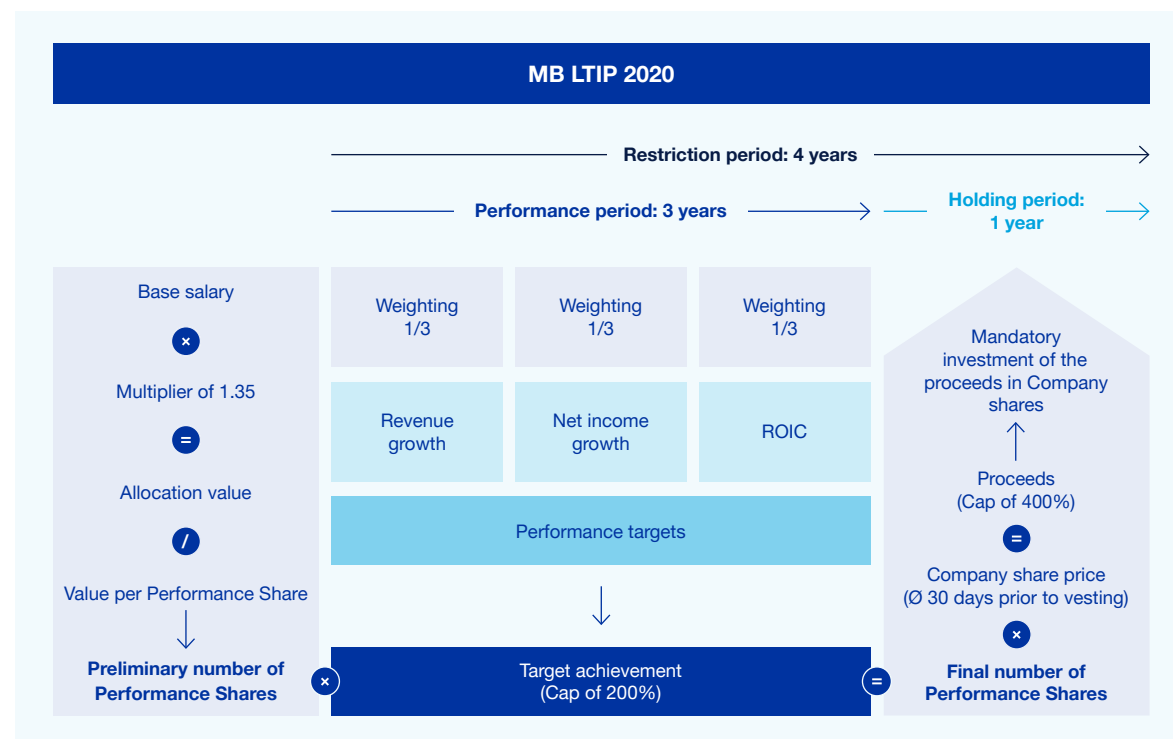 MB LTIP 2020
Restriction period: 4 years
Performance period: 3 years
Holding period:
1 year
Base salary
×
Multiplier of 1.35
=
Allocation value
/
Value per Performance Share
Preliminary number of
Performance Shares
×
Weighting
1/3
Weighting
1/3
Weighting
1/3
Revenue
growth
Net income
growth
ROIC
Performance targets
Target achievement
(Cap of 200%)
=
Mandatory
investment of the
proceeds in Company
shares
Proceeds
(Cap of 400%)
=
Company share price
(Ø 30 days prior to vesting)
×
Final number of
Performance Shares